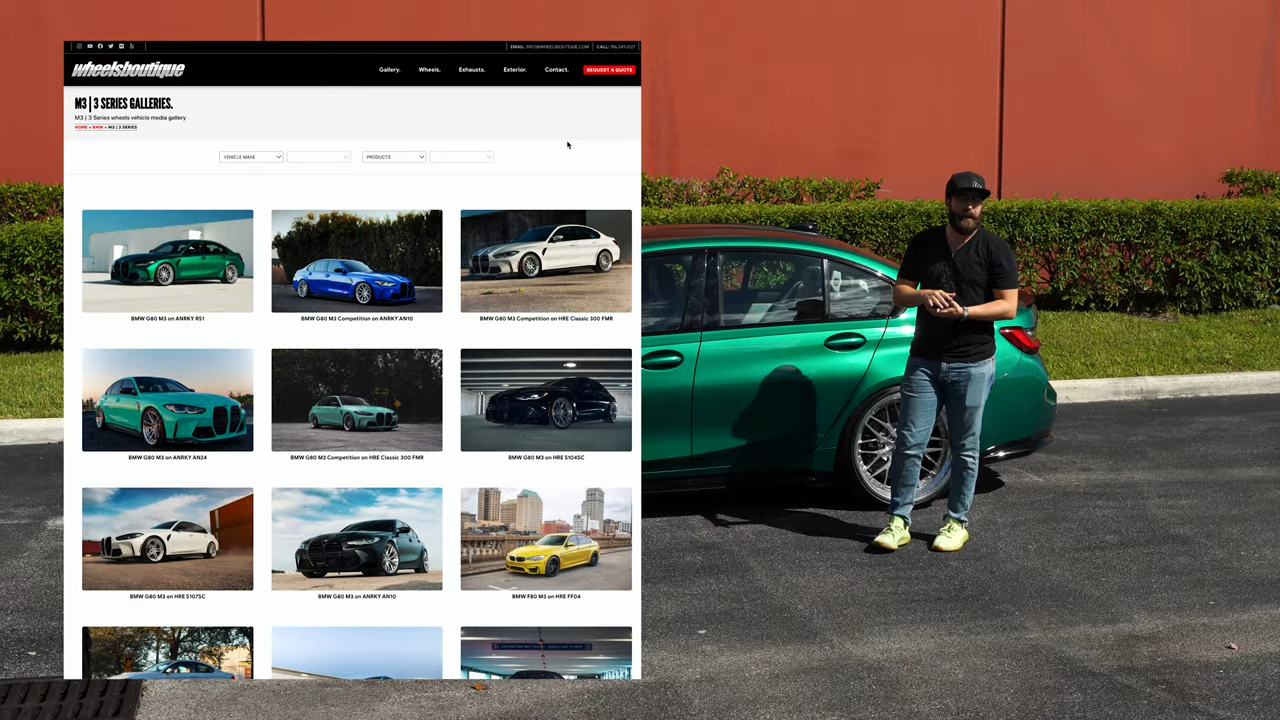 EMAIL: INFO@WHEELSBOUTIQUE.COM
CALL: 786.249.0127
wheelsboutique
Gallery.
Wheels.
Exhausts.
Exterior.
Contact.
REQUEST A QUOTE
M3 | 3 SERIES GALLERIES.
M3 | 3 Series wheels vehicle media gallery
HOME » BMW » M3 | 3 SERIES
VEHICLE MAKE
PRODUCTS
BMW G80 M3 on ANRKY RS1
BMW G80 M3 Competition on ANRKY AN10
BMW G80 M3 Competition on HRE Classic 300 FMR
BMW G80 M3 on ANRKY AN24
BMW G80 M3 Competition on HRE Classic 300 FMR
BMW G80 M3 on HRE S104SC
BMW G80 M3 on HRE S107SC
BMW G80 M3 on ANRKY AN10
BMW F80 M3 on HRE FF04